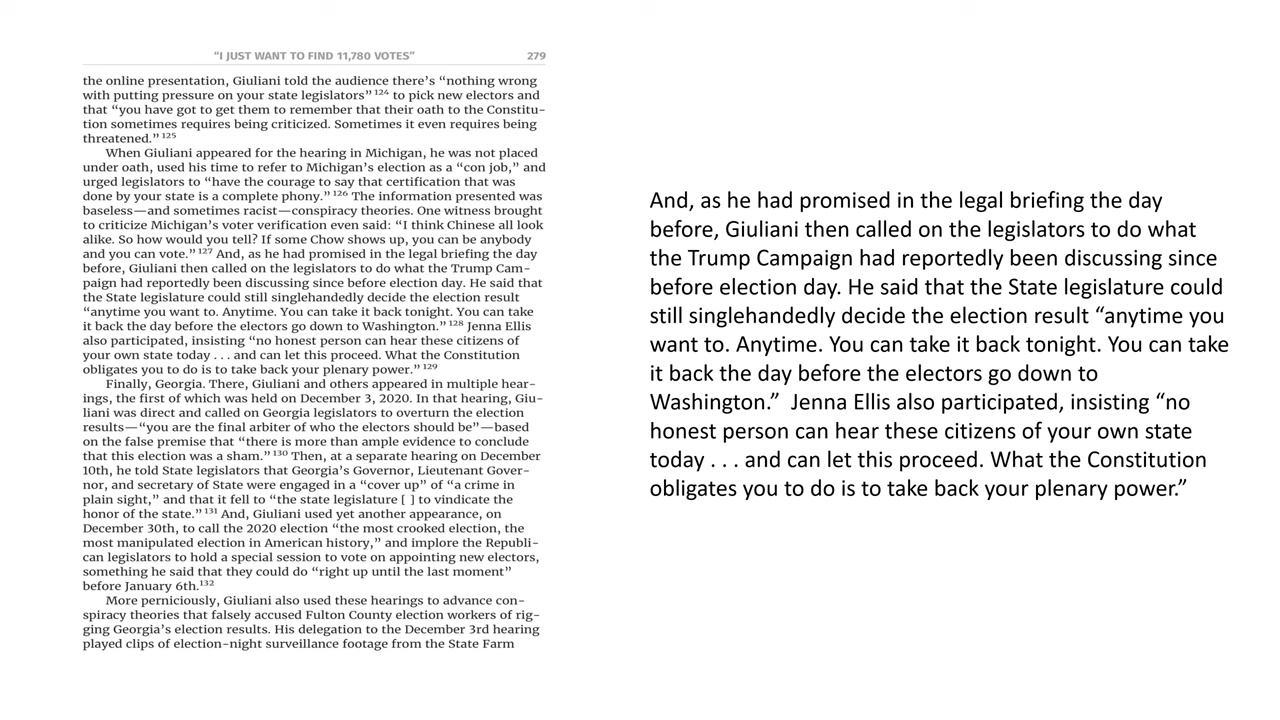 “I JUST WANT TO FIND 11,780 VOTES” 279
the online presentation, Giuliani told the audience there’s “nothing wrong
with putting pressure on your state legislators” 124 to pick new electors and
that “you have got to get them to remember that their oath to the Constitu-
tion sometimes requires being criticized. Sometimes it even requires being
threatened.” 125
When Giuliani appeared for the hearing in Michigan, he was not placed
under oath, used his time to refer to Michigan’s election as a “con job,” and
urged legislators to “have the courage to say that certification that was
done by your state is a complete phony.” 126 The information presented was
baseless—and sometimes racist—conspiracy theories. One witness brought
to criticize Michigan’s voter verification even said: “I think Chinese all look
alike. So how would you tell? If some Chow shows up, you can be anybody
and you can vote.” 127 And, as he had promised in the legal briefing the day
before, Giuliani then called on the legislators to do what the Trump Cam-
paign had reportedly been discussing since before election day. He said that
the State legislature could still singlehandedly decide the election result
“anytime you want to. Anytime. You can take it back tonight. You can take
it back the day before the electors go down to Washington.” 128 Jenna Ellis
also participated, insisting “no honest person can hear these citizens of
your own state today . . . and can let this proceed. What the Constitution
obligates you to do is to take back your plenary power.” 129
Finally, Georgia. There, Giuliani and others appeared in multiple hear-
ings, the first of which was held on December 3, 2020. In that hearing, Giu-
liani was direct and called on Georgia legislators to overturn the election
results—“you are the final arbiter of who the electors should be”—based
on the false premise that “there is more than ample evidence to conclude
that this election was a sham.” 130 Then, at a separate hearing on December
10th, he told State legislators that Georgia’s Governor, Lieutenant Gover-
nor, and secretary of State were engaged in a “cover up” of “a crime in
plain sight,” and that it fell to “the state legislature [ ] to vindicate the
honor of the state.” 131 And, Giuliani used yet another appearance, on
December 30th, to call the 2020 election “the most crooked election, the
most manipulated election in American history,” and implore the Republi-
can legislators to hold a special session to vote on appointing new electors,
something he said that they could do “right up until the last moment”
before January 6th.132
More perniciously, Giuliani also used these hearings to advance con-
spiracy theories that falsely accused Fulton County election workers of rig-
ging Georgia’s election results. His delegation to the December 3rd hearing
played clips of election-night surveillance footage from the State Farm
And, as he had promised in the legal briefing the day
before, Giuliani then called on the legislators to do what
the Trump Campaign had reportedly been discussing since
before election day. He said that the State legislature could
still singlehandedly decide the election result “anytime you
want to. Anytime. You can take it back tonight. You can take
it back the day before the electors go down to
Washington.”  Jenna Ellis also participated, insisting “no
honest person can hear these citizens of your own state
today . . . and can let this proceed. What the Constitution
obligates you to do is to take back your plenary power.”